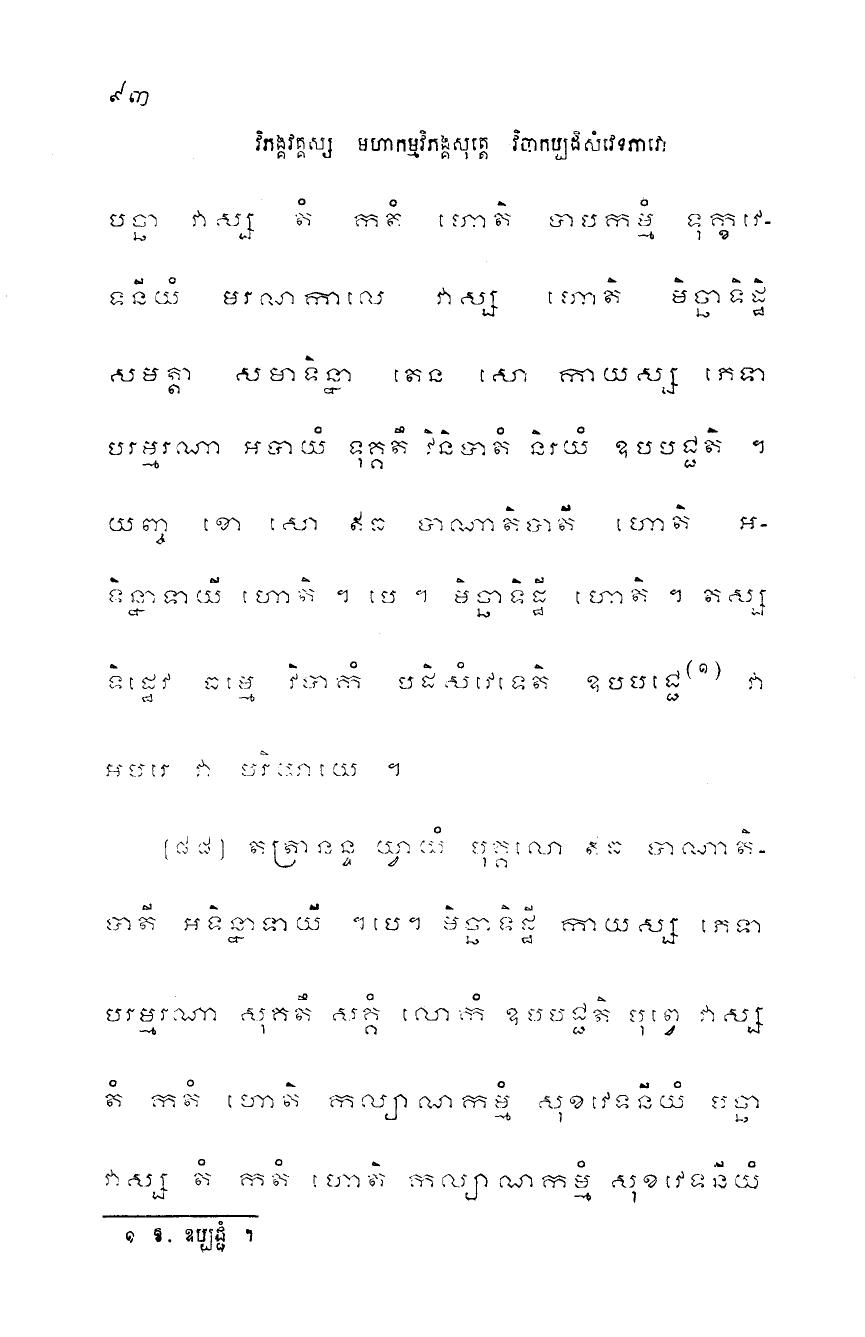 ៩៣
វិភង្គវគ្គស្ស មហាកម្មវិភង្គសុត្តេ វិបាកប្បដិសំវេទភាវោ
បច្ឆា វាស្ស តំ កតំ ហោតិ បាបកម្មំ ទុក្ខវេ-
ទនីយំ មរណកាលេ វាស្ស ហោតិ មិច្ឆាទិដ្ឋិ
សមត្តា សមាទិន្នា តេន សោ កាយស្ស ភេទា
បរម្មរណា អបាយំ ទុគ្គតឹ វិនិបាតំ និរយំ ឧបបជ្ជតិ ។
យញ្ច ខោ សោ ឥធ បាណាតិបាតី ហោតិ អ-
ទិន្នាទាយី ហោតិ ។ បេ ។ មិច្ឆាទិដ្ឋី ហោតិ ។ តស្ស
ទិដ្ឋេវ ធម្មេ វិបាកំ បដិសំវេទេតិ ឧបបជ្ជេ(១) វា
អបរេ វា បរិយាយេ ។
[៨៨] តត្រានន្ទ យ្វាយំ បុគ្គលោ ឥធ បាណាតិ-
បាតី អទិន្នាទាយី ។បេ។ មិច្ឆាទិដ្ឋី កាយស្ស ភេទា
បរម្មរណា សុគតឹ សគ្គំ លោកំ ឧបបជ្ជតិ បុព្វេ វាស្ស
តំ កតំ ហោតិ កល្យាណកម្មំ សុខវេទនីយំ បច្ឆា
វាស្ស តំ កតំ ហោតិ កល្យាណកម្មំ សុខវេទនីយំ
១ ឱ. ឧប្បជ្ជំ ។